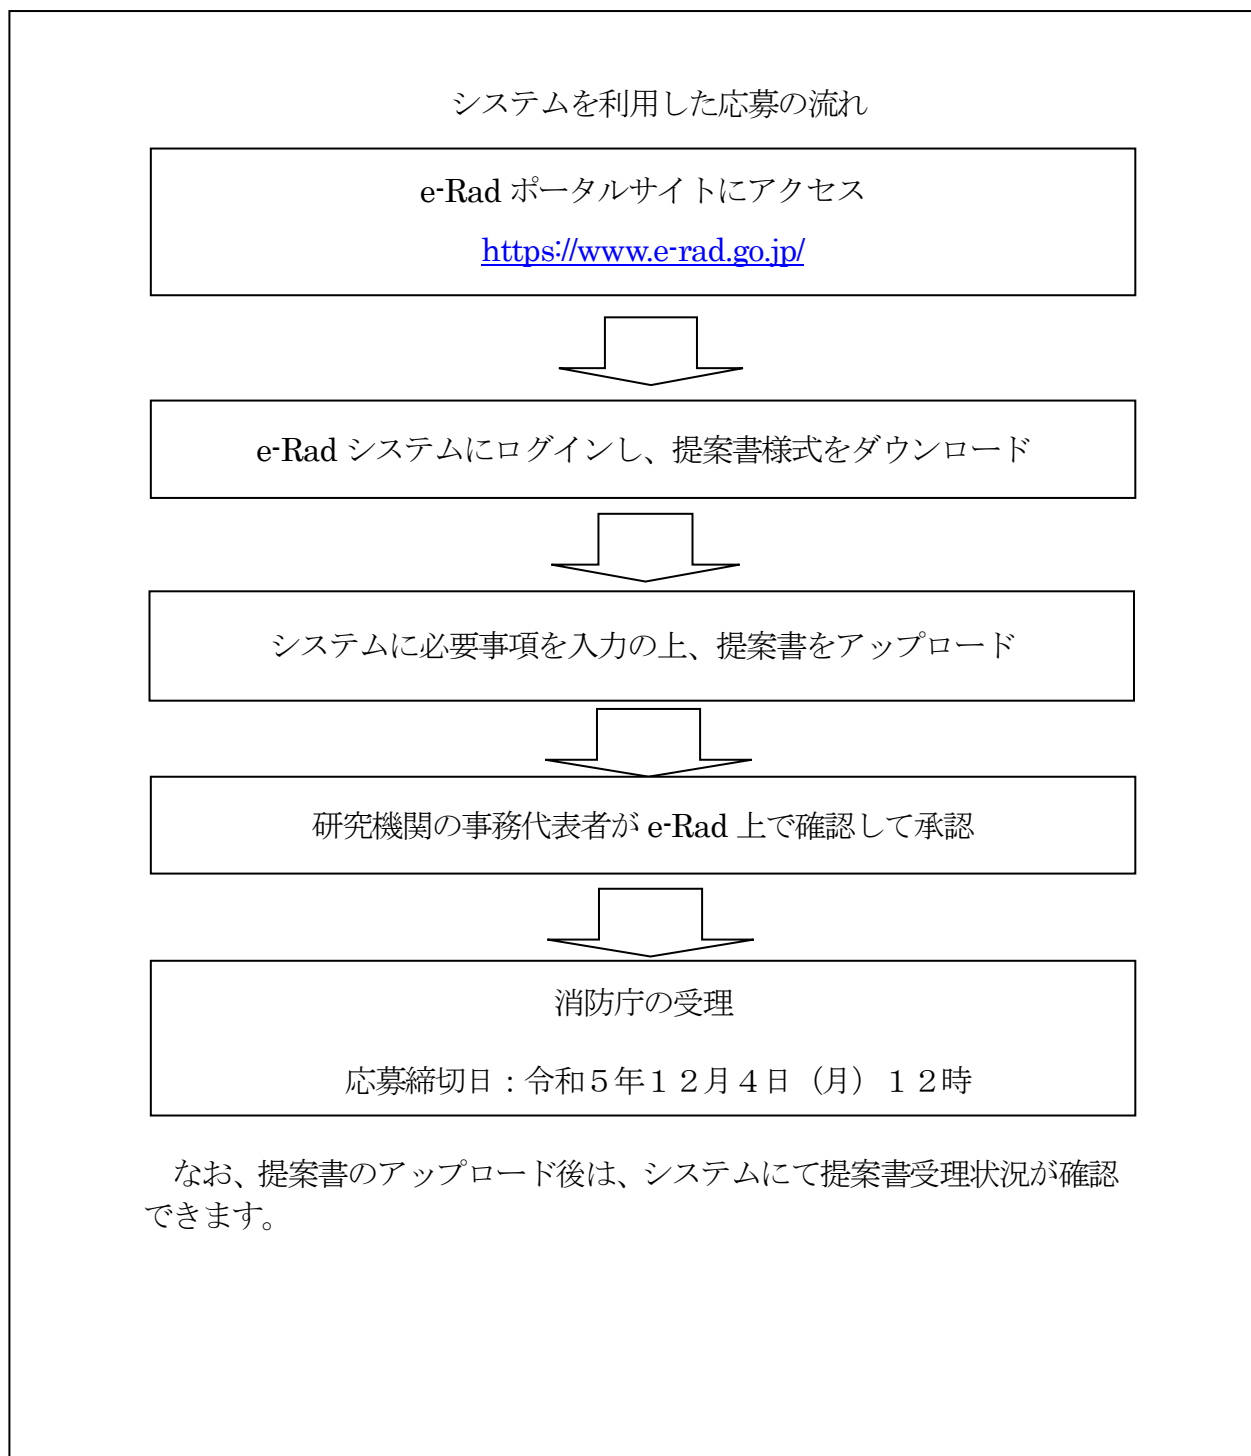 システムを利用した応募の流れ
e-Rad ポータルサイトにアクセス
https://www.e-rad.go.jp/
e-Rad システムにログインし、提案書様式をダウンロード
システムに必要事項を入力の上、提案書をアップロード
研究機関の事務代表者が e-Rad 上で確認して承認
消防庁の受理
応募締切日：令和５年１２月４日（月）１２時
なお、提案書のアップロード後は、システムにて提案書受理状況が確認
できます。